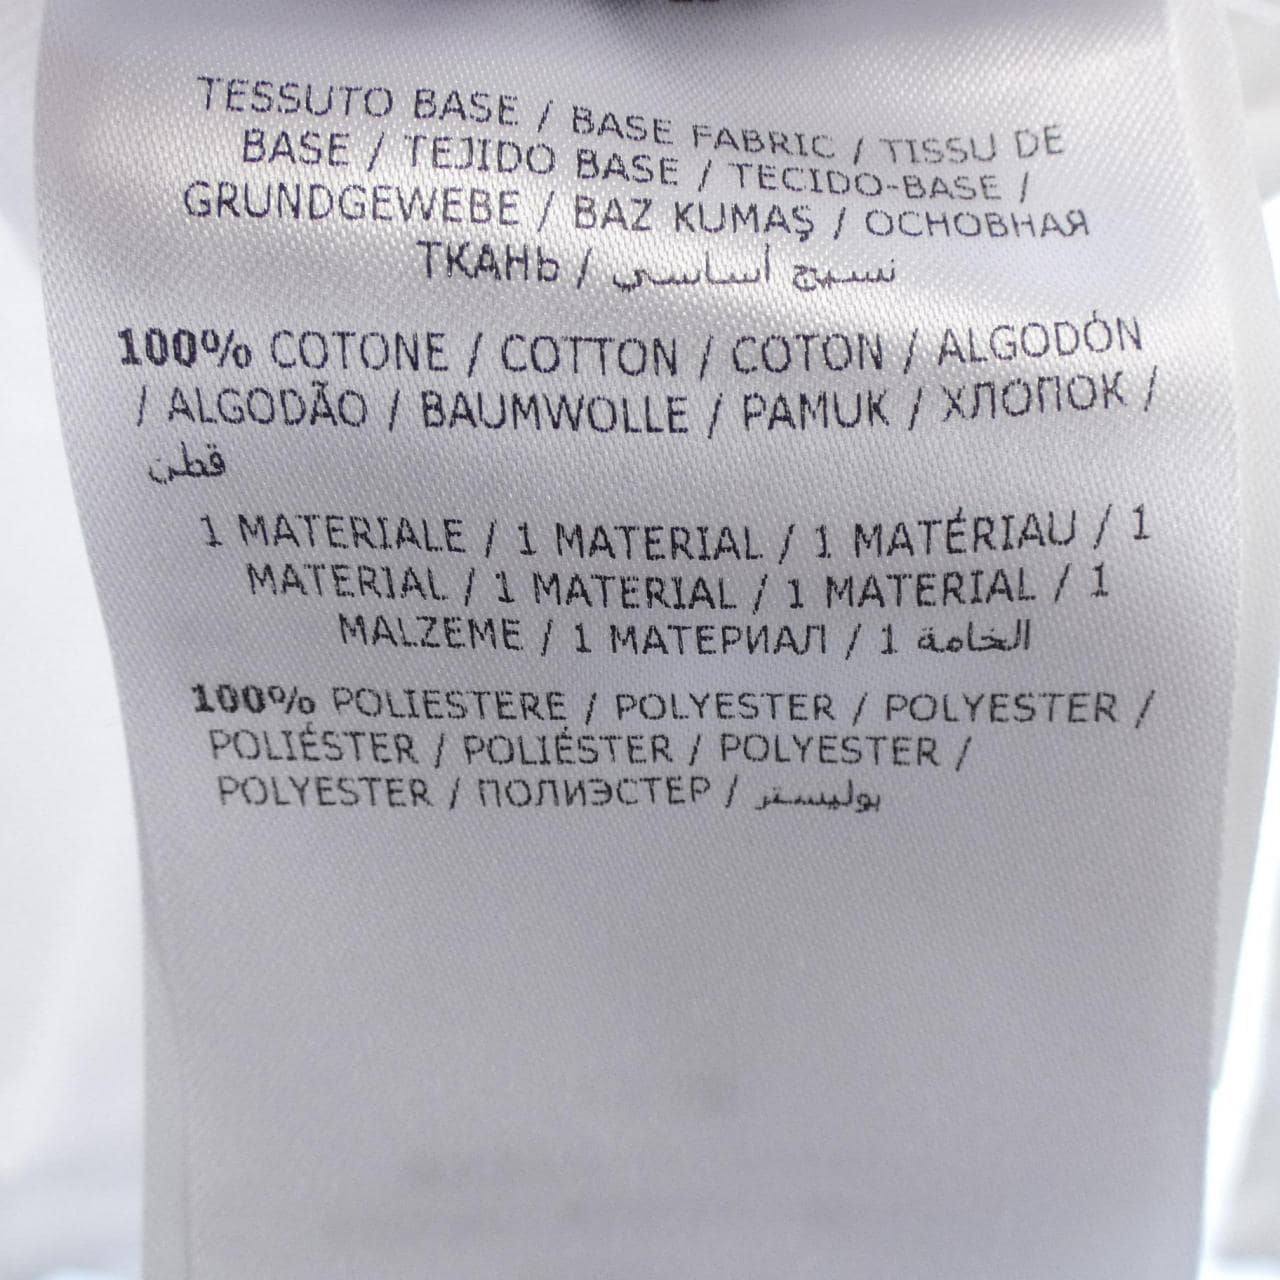 TESSUTO BASE / BASE FABRIC / TISSU DE
BASE / TEJIDO BASE / TECIDO-BASE /
GRUNDGEWEBE / BAZ KUMAŞ / ОСНОВНАЯ
ТКАНЬ / نسيج أساسي
100% COTONE / COTTON / COTON / ALGODÓN
/ ALGODÃO / BAUMWOLLE / PAMUK / ХЛОПОК /
قطن
1 MATERIALE / 1 MATERIAL / 1 MATÉRIAU / 1
MATERIAL / 1 MATERIAL / 1 MATERIAL / 1
MALZEME / 1 МАТЕРИАЛ / 1 الخامة
100% POLIESTERE / POLYESTER / POLYESTER /
POLIÉSTER / POLIÉSTER / POLYESTER /
POLYESTER / ПОЛИЭСТЕР / بوليستر